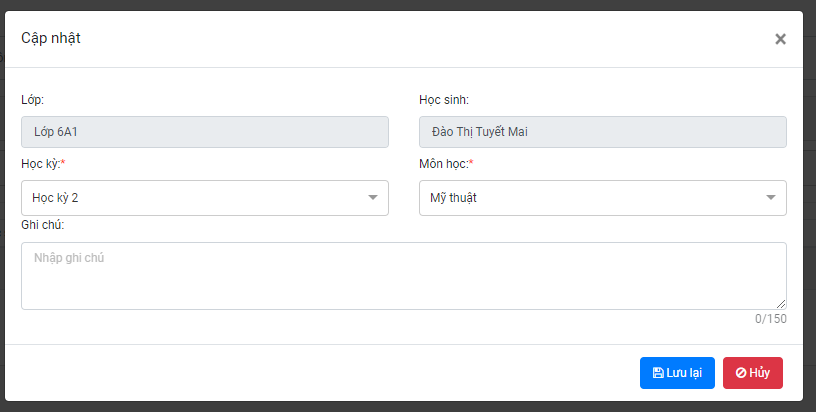 Cập nhật
Lớp:
Học sinh:
Lớp 6A1
Đào Thị Tuyết Mai
Học kỳ:*
Môn học:*
Học kỳ 2
Mỹ thuật
Ghi chú:
Nhập ghi chú
0/150
Lưu lại
Hủy